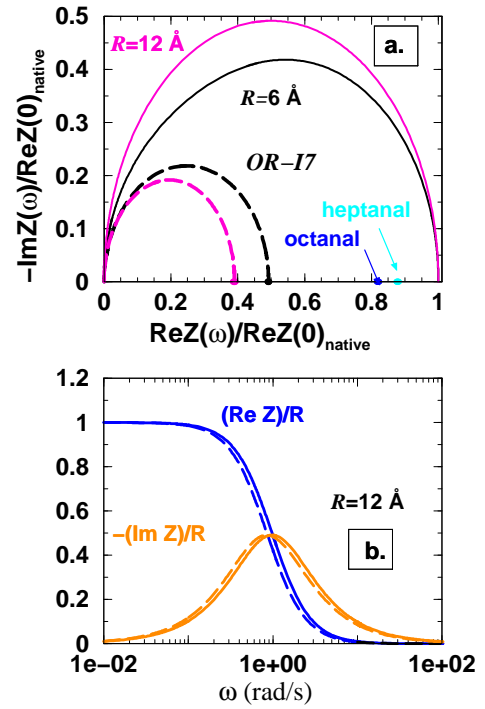 0.5
R=12 Å
a.
0.4
R=6 Å
0.3
OR−I7
0.2
heptanal
octanal
0.1
0
0 0.2 0.4 0.6 0.8 1
−ImZ(ω)/ReZ(0)native
ReZ(ω)/ReZ(0)native
1.2
(Re Z)/R
1
0.8
R=12 Å
0.6
−(Im Z)/R
b.
0.4
0.2
0
1e−02 1e+00 1e+02
ω (rad/s)